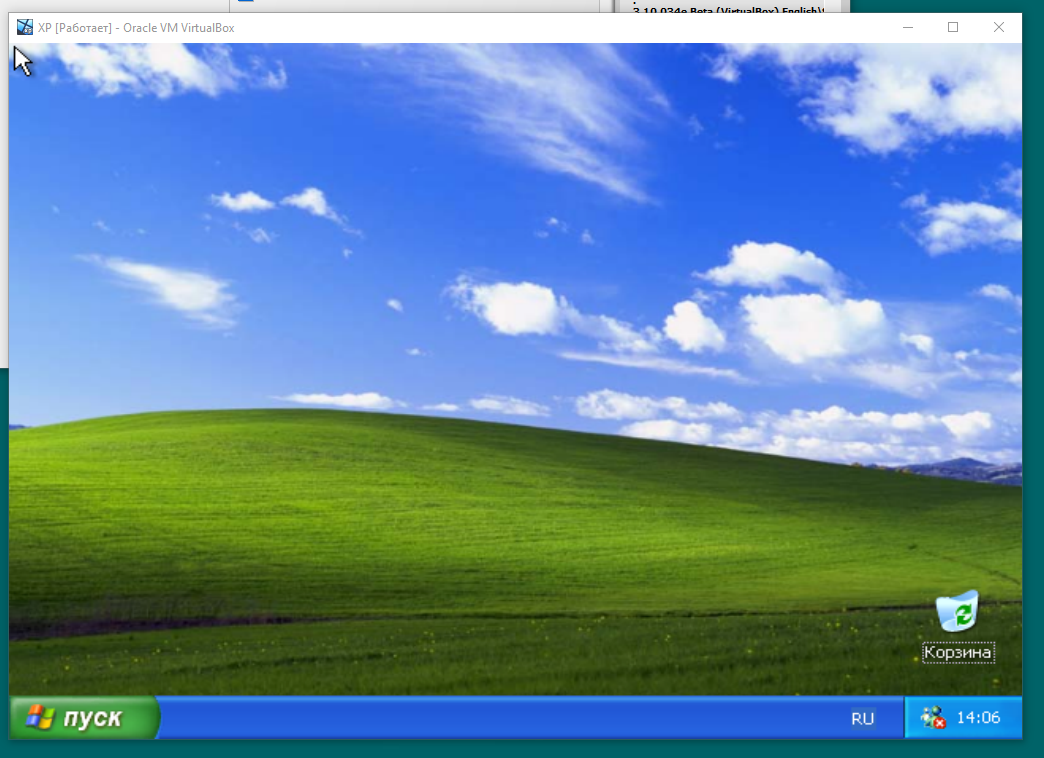 3.10.034e Beta (VirtualBox) English\
XP [Работает] - Oracle VM VirtualBox
Корзина
пуск
RU
14:06